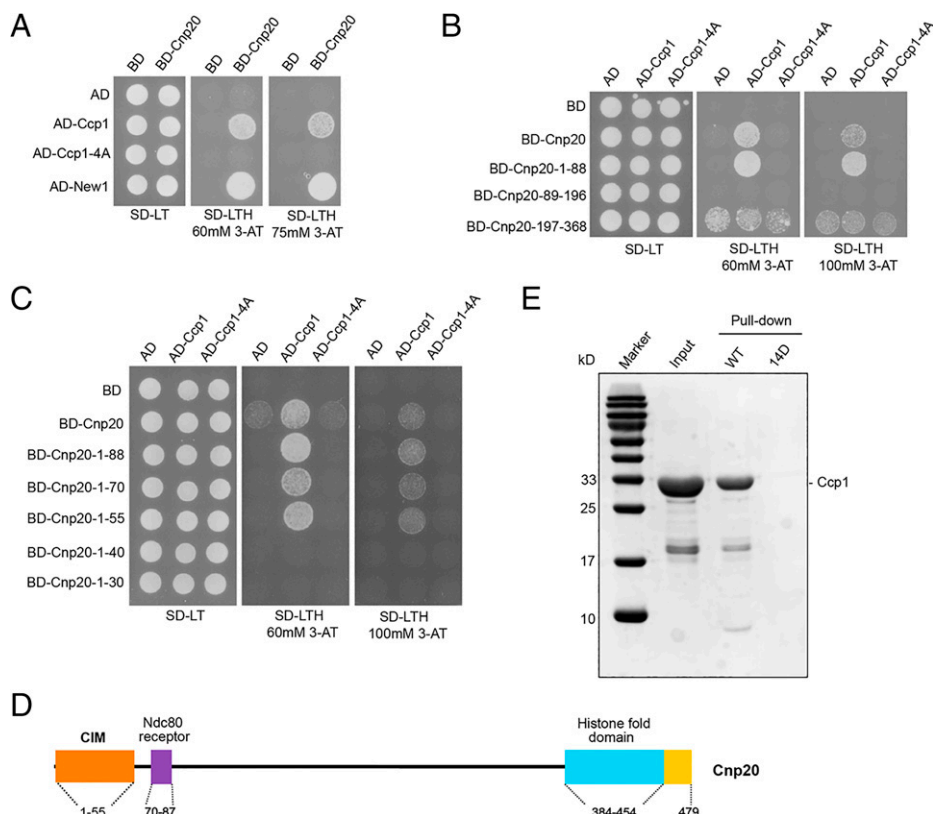 A
BD
BD-Cnp20
BD
BD-Cnp20
BD
BD-Cnp20
AD
AD-Ccp1
AD-Ccp1-4A
AD-New1
SD-LT
SD-LTH
60mM 3-AT
SD-LTH
75mM 3-AT
B
AD
AD-Ccp1
AD-Ccp1-4A
AD
AD-Ccp1
AD-Ccp1-4A
AD
AD-Ccp1
AD-Ccp1-4A
BD
BD-Cnp20
BD-Cnp20-1-88
BD-Cnp20-89-196
BD-Cnp20-197-368
SD-LT
SD-LTH
60mM 3-AT
SD-LTH
100mM 3-AT
C
AD
AD-Ccp1
AD-Ccp1-4A
AD
AD-Ccp1
AD-Ccp1-4A
AD
AD-Ccp1
AD-Ccp1-4A
BD
BD-Cnp20
BD-Cnp20-1-88
BD-Cnp20-1-70
BD-Cnp20-1-55
BD-Cnp20-1-40
BD-Cnp20-1-30
SD-LT
SD-LTH
60mM 3-AT
SD-LTH
100mM 3-AT
E
Pull-down
kD
Marker
Input
WT
14D
33
25
17
10
- Ccp1
D
CIM
Ndc80
receptor
Histone fold
domain
Cnp20
1-55
70-87
384-454
479